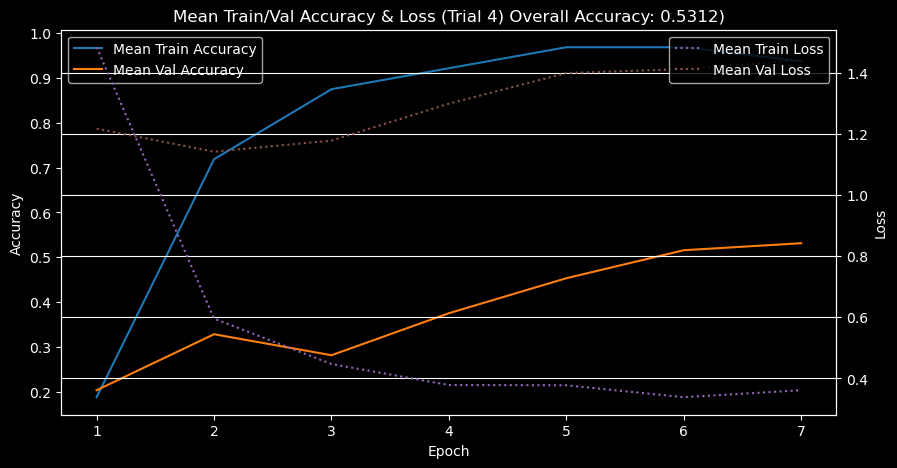 Mean Train/Val Accuracy & Loss (Trial 4) Overall Accuracy: 0.5312)
Mean Train Accuracy
Mean Val Accuracy
Mean Train Loss
Mean Val Loss
1.0
0.9
0.8
0.7
0.6
0.5
0.4
0.3
0.2
Accuracy
1.4
1.2
1.0
0.8
0.6
0.4
Loss
1 2 3 4 5 6 7
Epoch